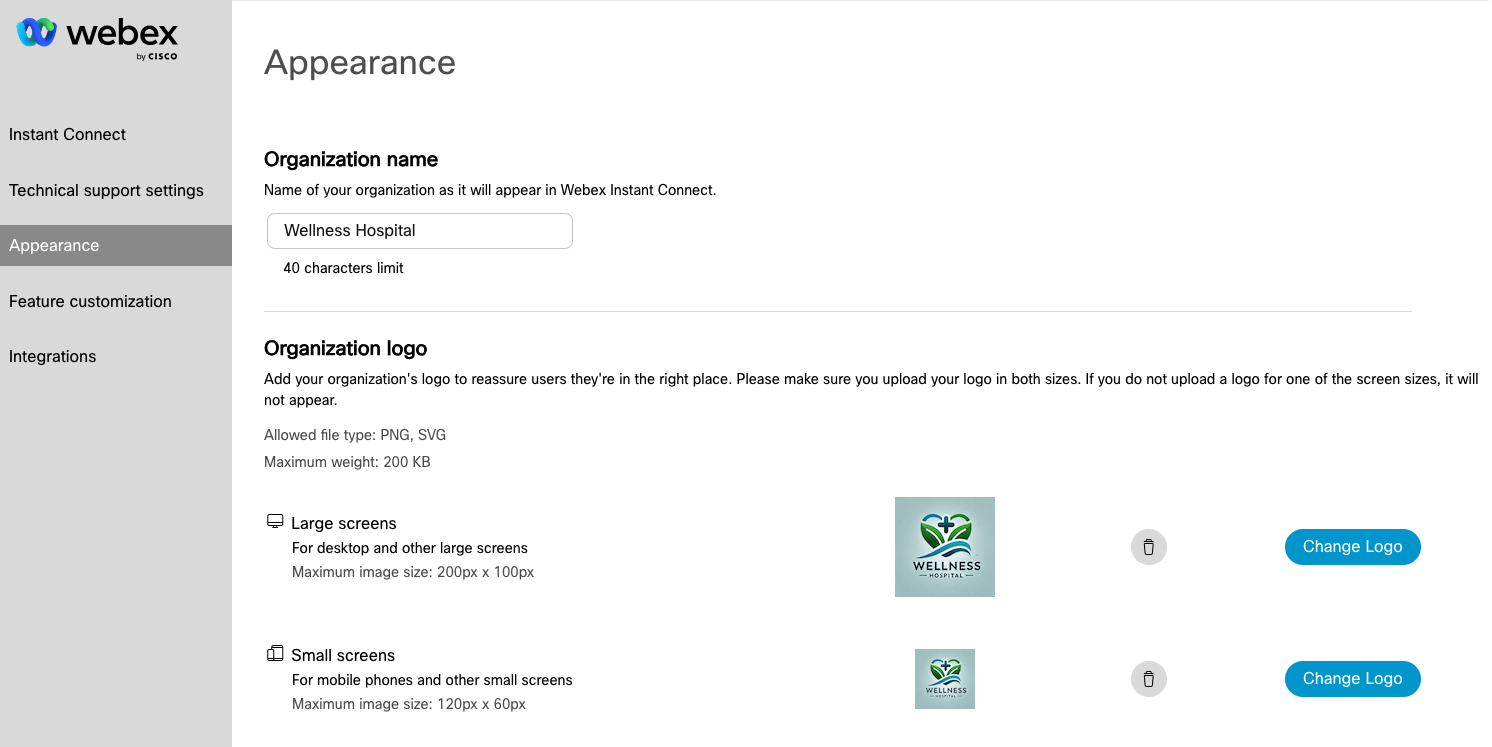 webex
by CISCO
Instant Connect
Technical support settings
Appearance
Feature customization
Integrations
Appearance
Organization name
Name of your organization as it will appear in Webex Instant Connect.
Wellness Hospital
40 characters limit
Organization logo
Add your organization's logo to reassure users they're in the right place. Please make sure you upload your logo in both sizes. If you do not upload a logo for one of the screen sizes, it will
not appear.
Allowed file type: PNG, SVG
Maximum weight: 200 KB
Large screens
For desktop and other large screens
Maximum image size: 200px x 100px
WELLNESS
HOSPITAL
Change Logo
Small screens
For mobile phones and other small screens
Maximum image size: 120px x 60px
WELLNESS
HOSPITAL
Change Logo